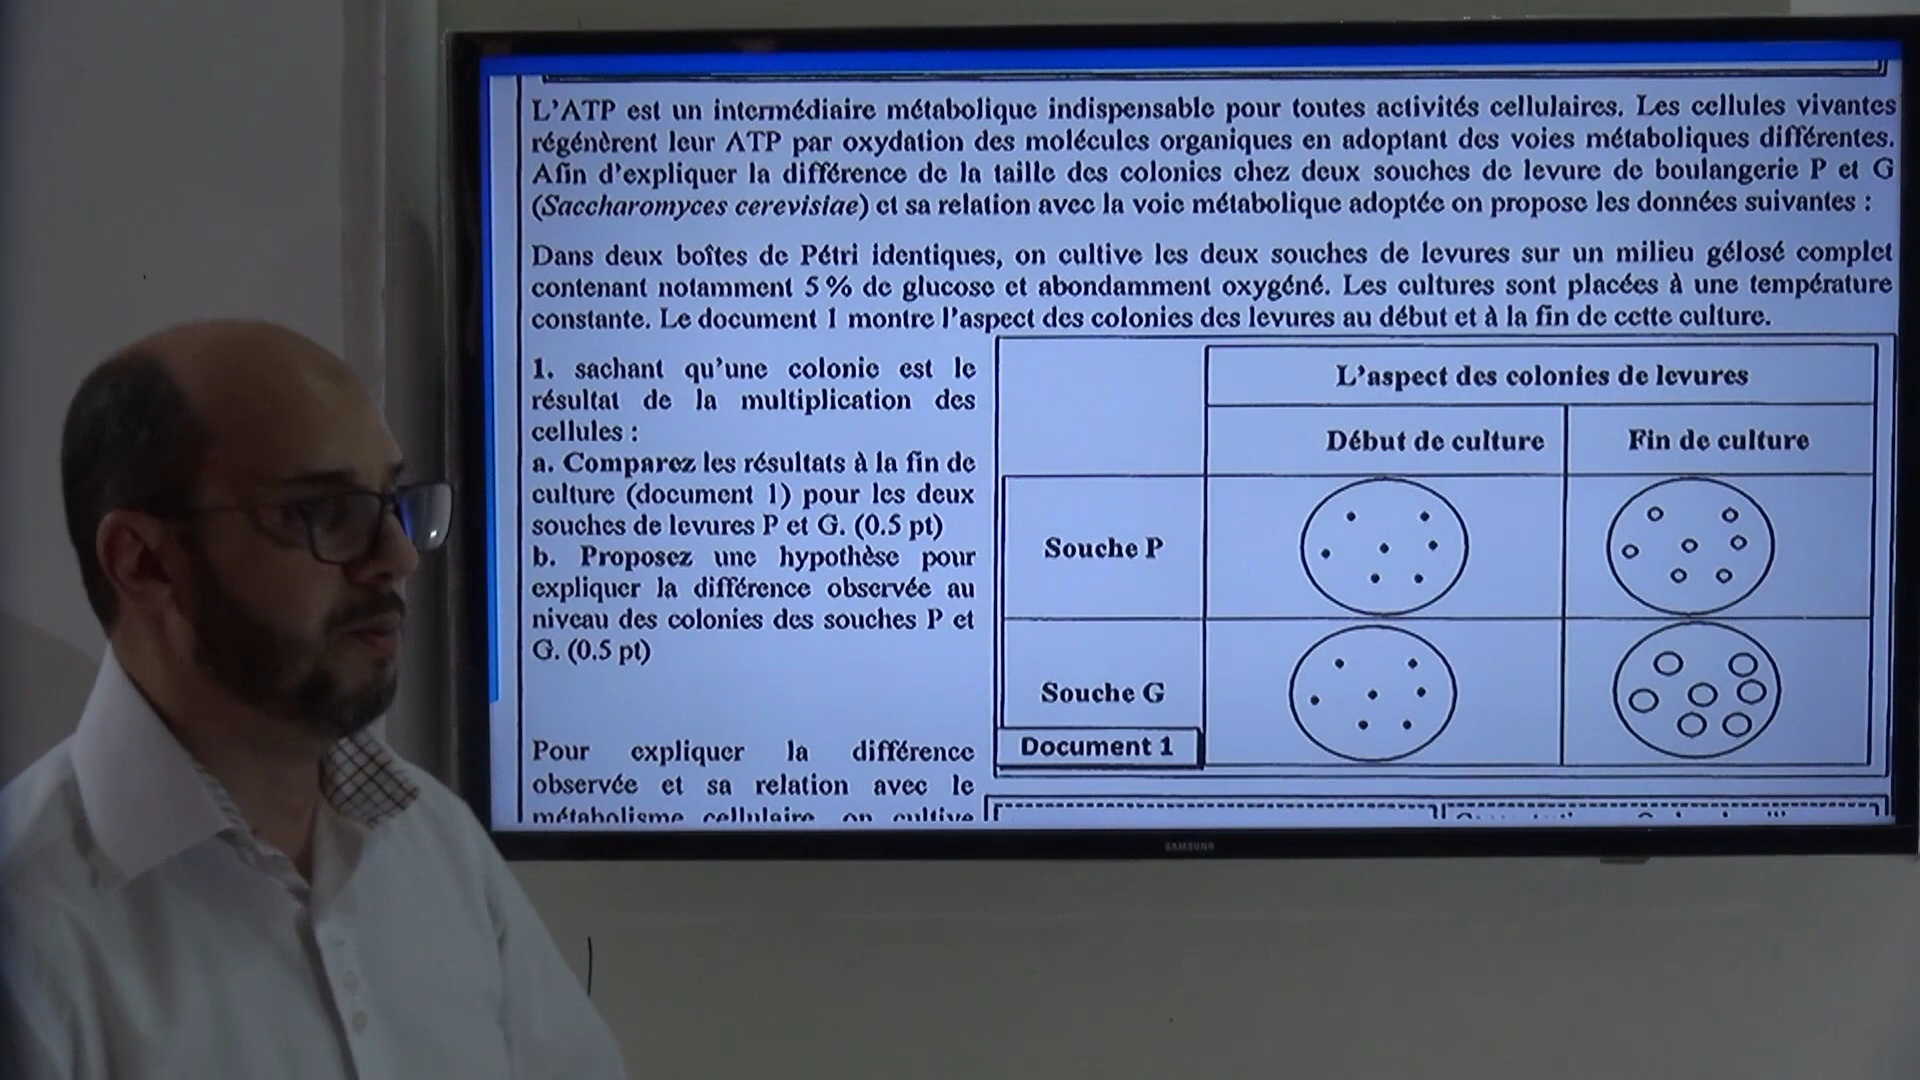 L'ATP est un intermédiaire métabolique indispensable pour toutes activités cellulaires. Les cellules vivantes
régénèrent leur ATP par oxydation des molécules organiques en adoptant des voies métaboliques différentes.
Afin d'expliquer la différence de la taille des colonies chez deux souches de levure de boulangerie P et G
(Saccharomyces cerevisiae) et sa relation avec la voie métabolique adoptée on propose les données suivantes :
Dans deux boîtes de Pétri identiques, on cultive les deux souches de levures sur un milieu gélosé complet
contenant notamment 5 % de glucose et abondamment oxygéné. Les cultures sont placées à une température
constante. Le document 1 montre l'aspect des colonies des levures au début et à la fin de cette culture.
1. sachant qu'une colonie est le
résultat de la multiplication des
cellules :
a. Comparez les résultats à la fin de
culture (document 1) pour les deux
souches de levures P et G. (0.5 pt)
b. Proposez une hypothèse pour
expliquer la différence observée au
niveau des colonies des souches P et
G. (0.5 pt)
Pour expliquer la différence
observée et sa relation avec le
métabolisme cellulaire on cultive
L'aspect des colonies de levures
Début de culture
Fin de culture
Souche P
Souche G
Document 1
SAMSUNG